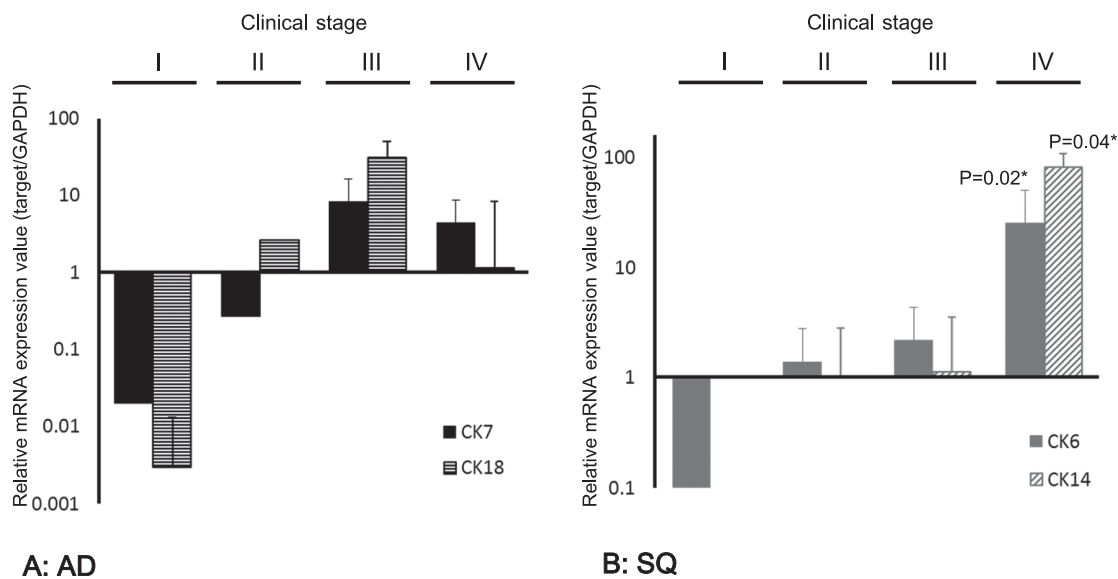 Clinical stage
I II III IV
Relative mRNA expression value (target/GAPDH)
100
10
1
0.1
0.01
0.001
CK7
CK18
A: AD
Clinical stage
I II III IV
Relative mRNA expression value (target/GAPDH)
100
10
1
0.1
P=0.02*
P=0.04*
CK6
CK14
B: SQ